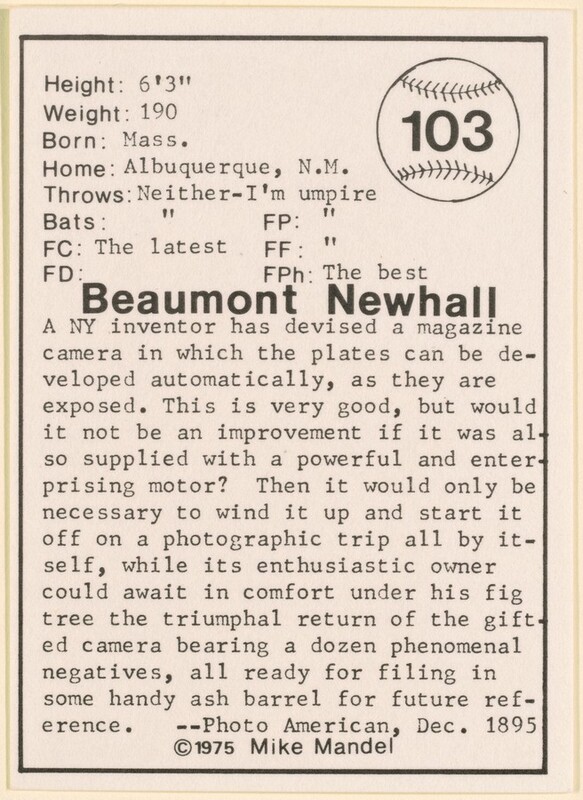 Height: 6'3"
103
Weight: 190
Born: Mass.
Home: Albuquerque, N.M.
Throws: Neither-I'm umpire
Bats: " FP: "
FC: The latest FF: "
FD: FPh: The best
Beaumont Newhall
A NY inventor has devised a magazine
camera in which the plates can be de-
veloped automatically, as they are
exposed. This is very good, but would
it not be an improvement if it was al-
so supplied with a powerful and enter-
prising motor? Then it would only be
necessary to wind it up and start it
off on a photographic trip all by it-
self, while its enthusiastic owner
could await in comfort under his fig
tree the triumphal return of the gift-
ed camera bearing a dozen phenomenal
negatives, all ready for filing in
some handy ash barrel for future ref-
erence. --Photo American, Dec. 1895
©1975 Mike Mandel